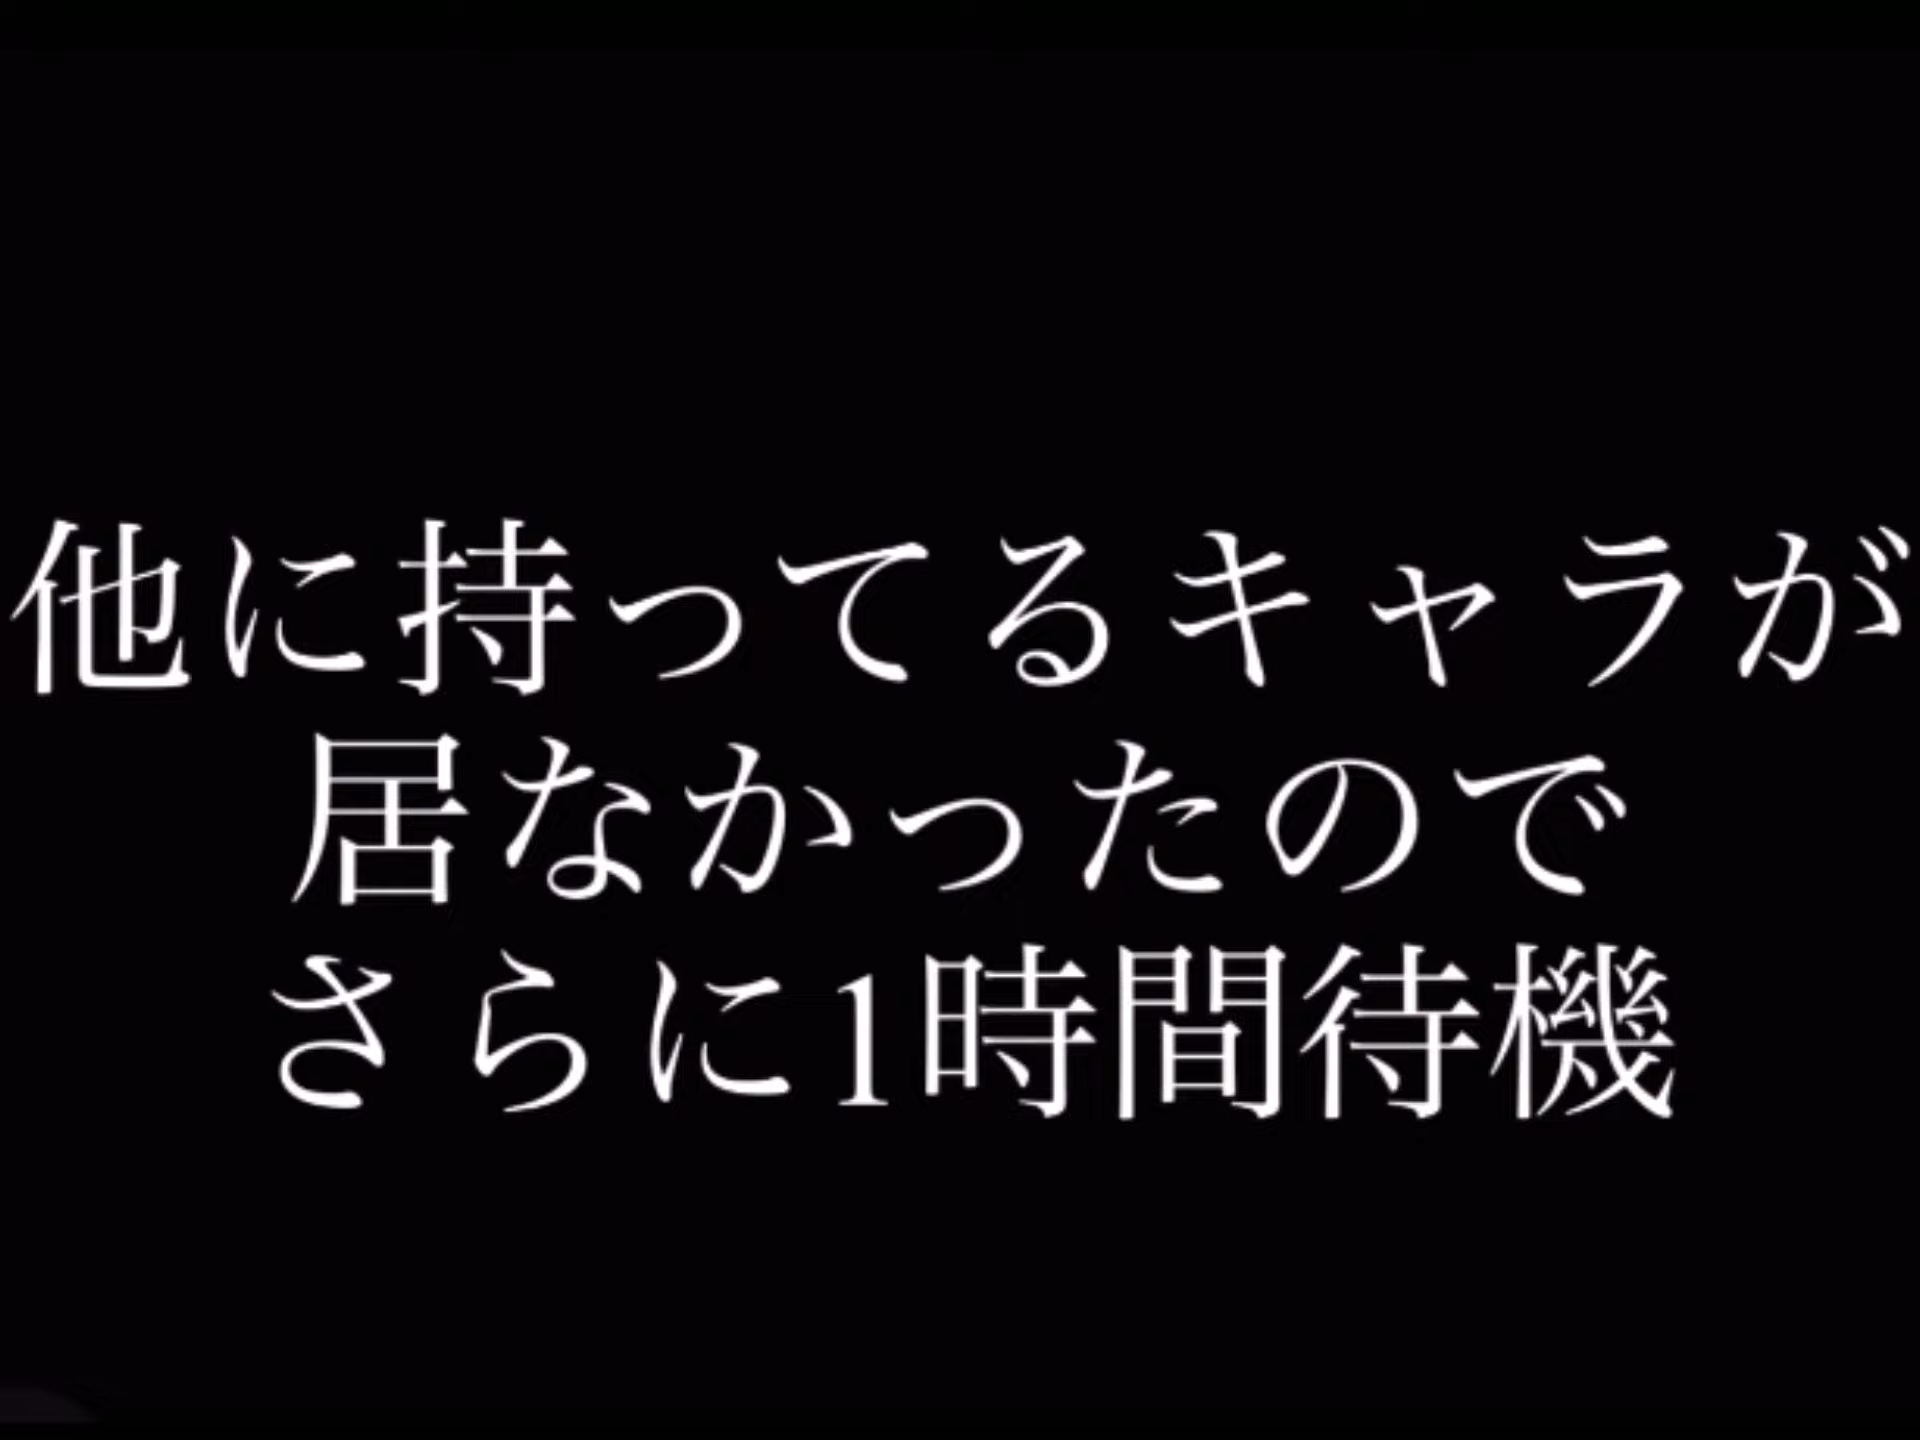 他に持ってるキャラが
居なかったので
さらに1時間待機